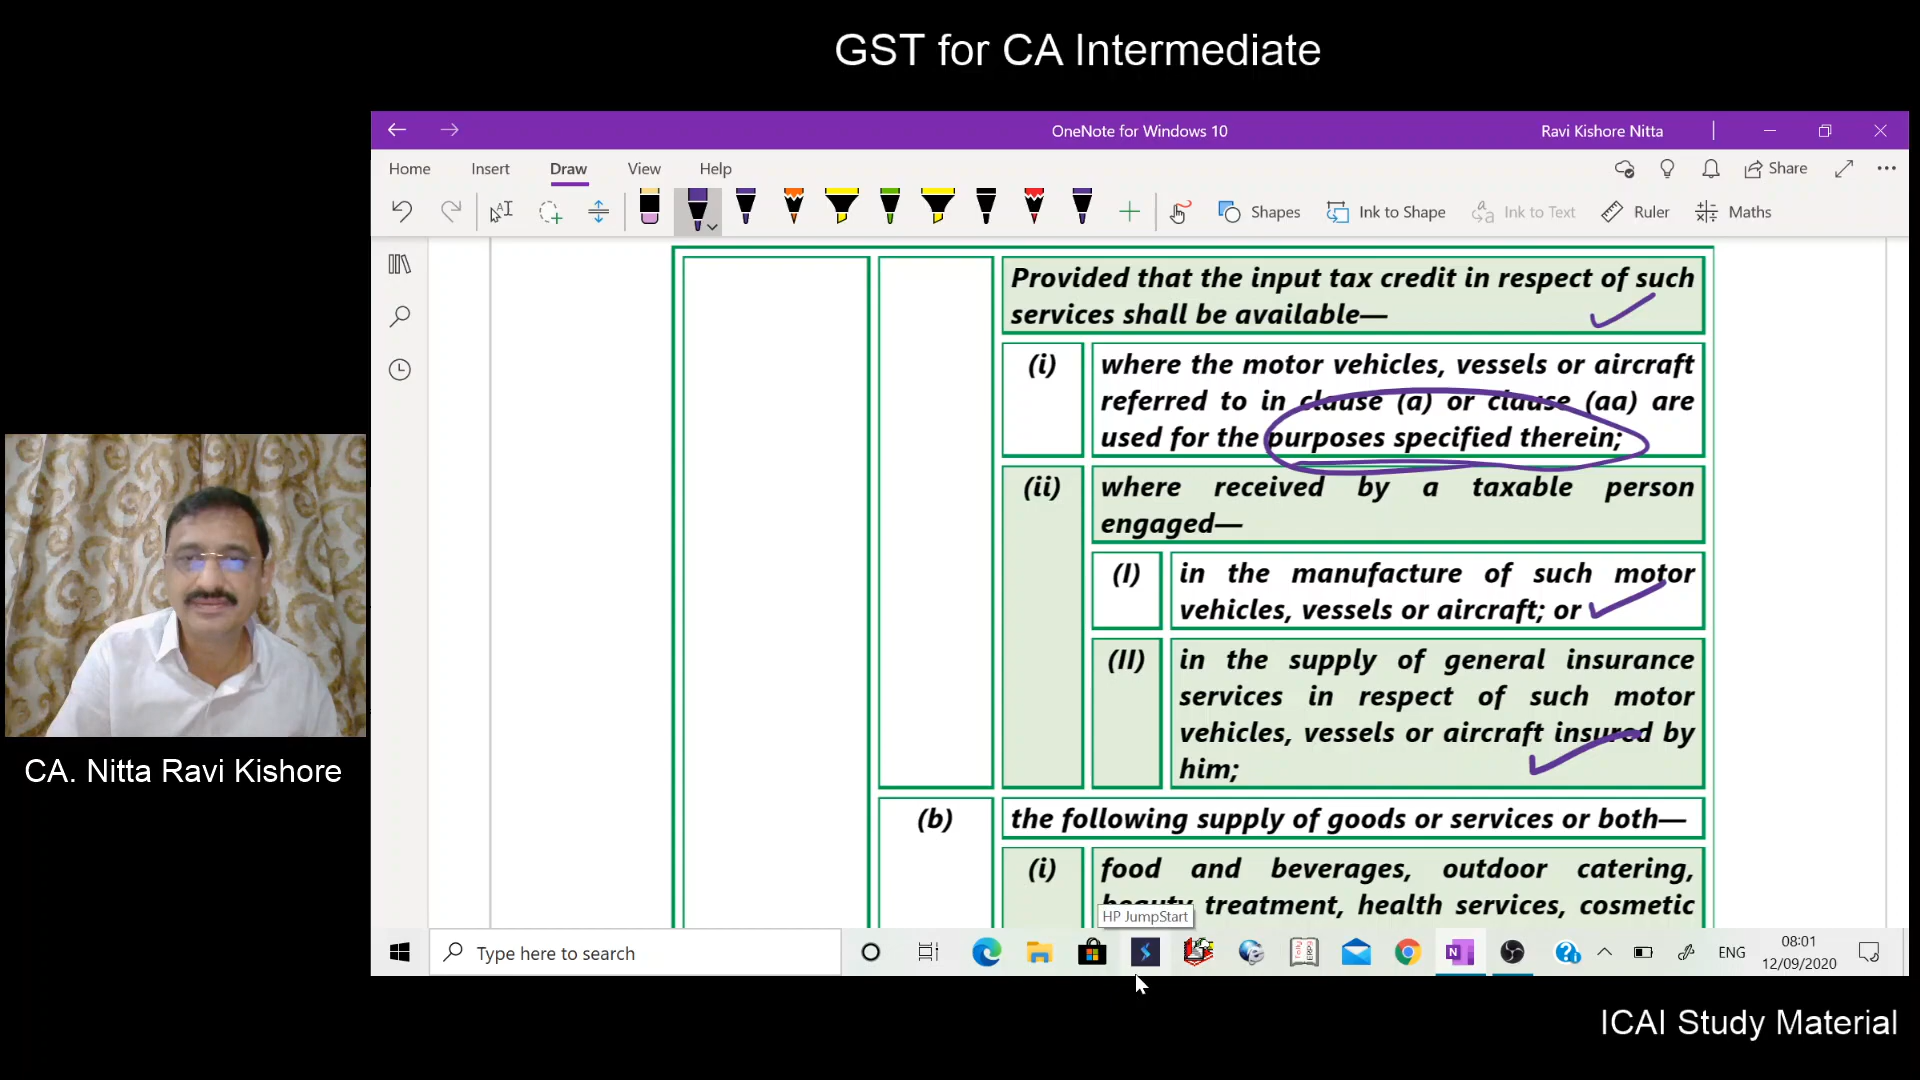 GST for CA Intermediate
OneNote for Windows 10
Ravi Kishore Nitta
Home Insert Draw View Help
Share
Shapes Ink to Shape Ink to Text Ruler Maths
Provided that the input tax credit in respect of such
services shall be available—
(i) where the motor vehicles, vessels or aircraft
referred to in clause (a) or clause (aa) are
used for the purposes specified therein;
(ii) where received by a taxable person
engaged—
(I) in the manufacture of such motor
vehicles, vessels or aircraft; or
(II) in the supply of general insurance
services in respect of such motor
vehicles, vessels or aircraft insured by
him;
(b) the following supply of goods or services or both—
(i) food and beverages, outdoor catering,
beauty treatment, health services, cosmetic
HP JumpStart
CA. Nitta Ravi Kishore
Type here to search
ENG
08:01
12/09/2020
ICAI Study Material